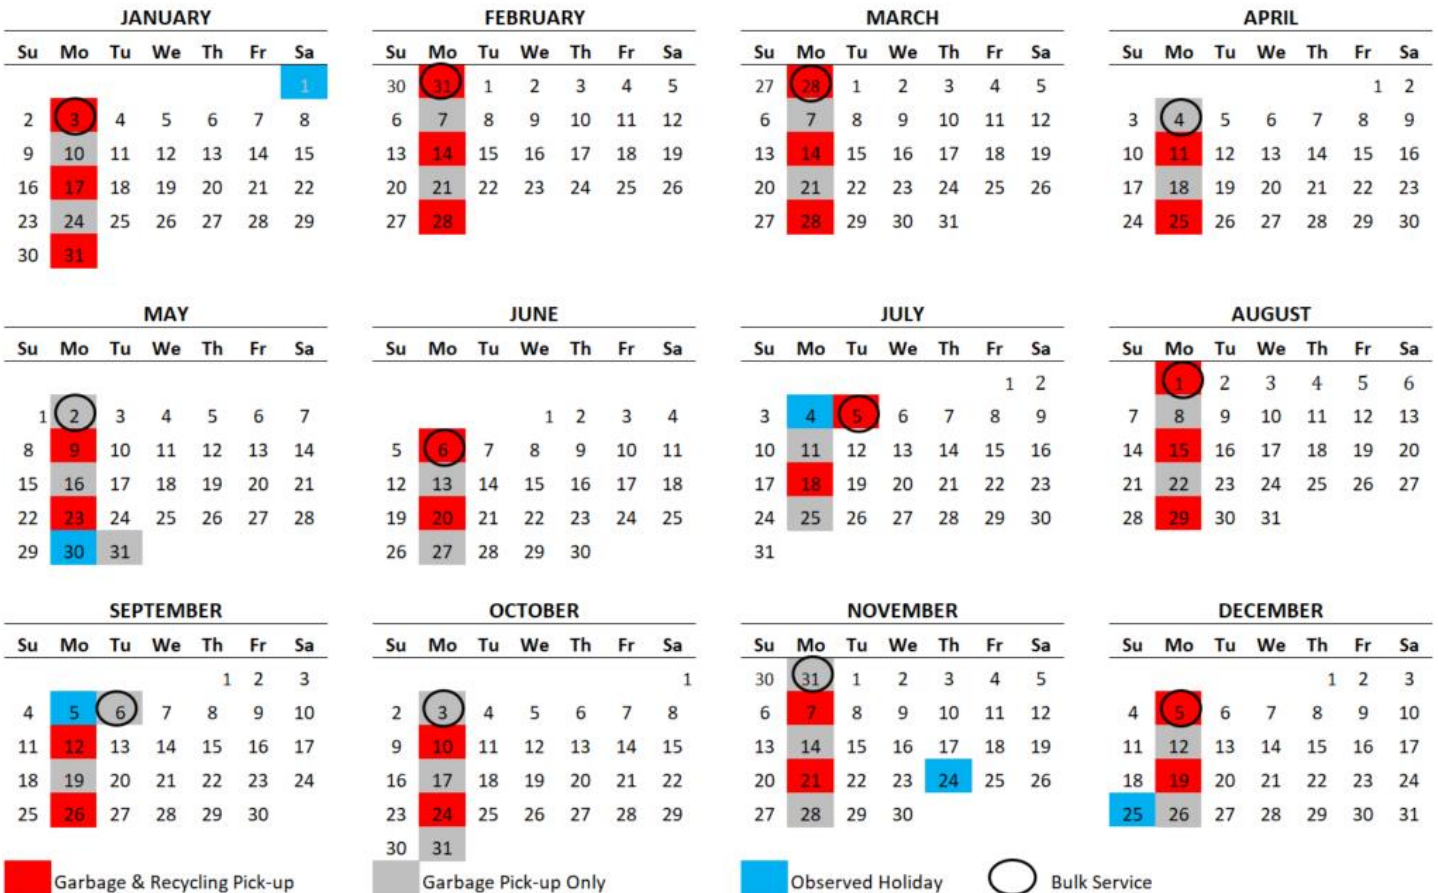 JANUARY FEBRUARY MARCH APRIL
Su Mo Tu We Th Fr Sa Su Mo Tu We Th Fr Sa Su Mo Tu We Th Fr Sa Su Mo Tu We Th Fr Sa
1 30 31 1 2 3 4 5 27 28 1 2 3 4 5 1 2
2 3 4 5 6 7 8 6 7 8 9 10 11 12 6 7 8 9 10 11 12 3 4 5 6 7 8 9
9 10 11 12 13 14 15 13 14 15 16 17 18 19 13 14 15 16 17 18 19 10 11 12 13 14 15 16
16 17 18 19 20 21 22 20 21 22 23 24 25 26 20 21 22 23 24 25 26 17 18 19 20 21 22 23
23 24 25 26 27 28 29 27 28 27 28 29 30 31 24 25 26 27 28 29 30
30 31
MAY JUNE JULY AUGUST
Su Mo Tu We Th Fr Sa Su Mo Tu We Th Fr Sa Su Mo Tu We Th Fr Sa Su Mo Tu We Th Fr Sa
1 2 1 2 3 4 5 6
1 2 3 4 5 6 7 1 2 3 4 3 4 5 6 7 8 9 7 8 9 10 11 12 13
8 9 10 11 12 13 14 5 6 7 8 9 10 11 10 11 12 13 14 15 16 14 15 16 17 18 19 20
15 16 17 18 19 20 21 12 13 14 15 16 17 18 17 18 19 20 21 22 23 21 22 23 24 25 26 27
22 23 24 25 26 27 28 19 20 21 22 23 24 25 24 25 26 27 28 29 30 28 29 30 31
29 30 31 26 27 28 29 30 31
SEPTEMBER OCTOBER NOVEMBER DECEMBER
Su Mo Tu We Th Fr Sa Su Mo Tu We Th Fr Sa Su Mo Tu We Th Fr Sa Su Mo Tu We Th Fr Sa
1 2 3 1 30 31 1 2 3 4 5 1 2 3
4 5 6 7 8 9 10 2 3 4 5 6 7 8 6 7 8 9 10 11 12 4 5 6 7 8 9 10
11 12 13 14 15 16 17 9 10 11 12 13 14 15 13 14 15 16 17 18 19 11 12 13 14 15 16 17
18 19 20 21 22 23 24 16 17 18 19 20 21 22 20 21 22 23 24 25 26 18 19 20 21 22 23 24
25 26 27 28 29 30 23 24 25 26 27 28 29 27 28 29 30 25 26 27 28 29 30 31
30 31
Garbage & Recycling Pick-up Garbage Pick-up Only Observed Holiday Bulk Service